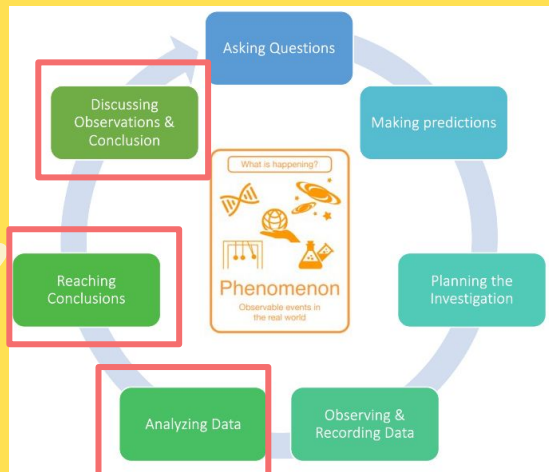 Asking Questions
Making predictions
Planning the
Investigation
Observing &
Recording Data
Analyzing Data
Reaching
Conclusions
Discussing
Observations &
Conclusion
What is happening?
Phenomenon
Observable events in
the real world